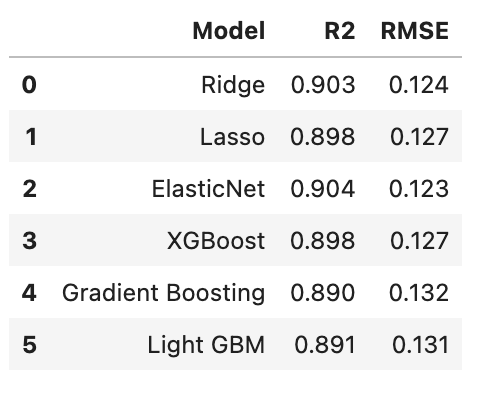 Model R2 RMSE
0 Ridge 0.903 0.124
1 Lasso 0.898 0.127
2 ElasticNet 0.904 0.123
3 XGBoost 0.898 0.127
4 Gradient Boosting 0.890 0.132
5 Light GBM 0.891 0.131